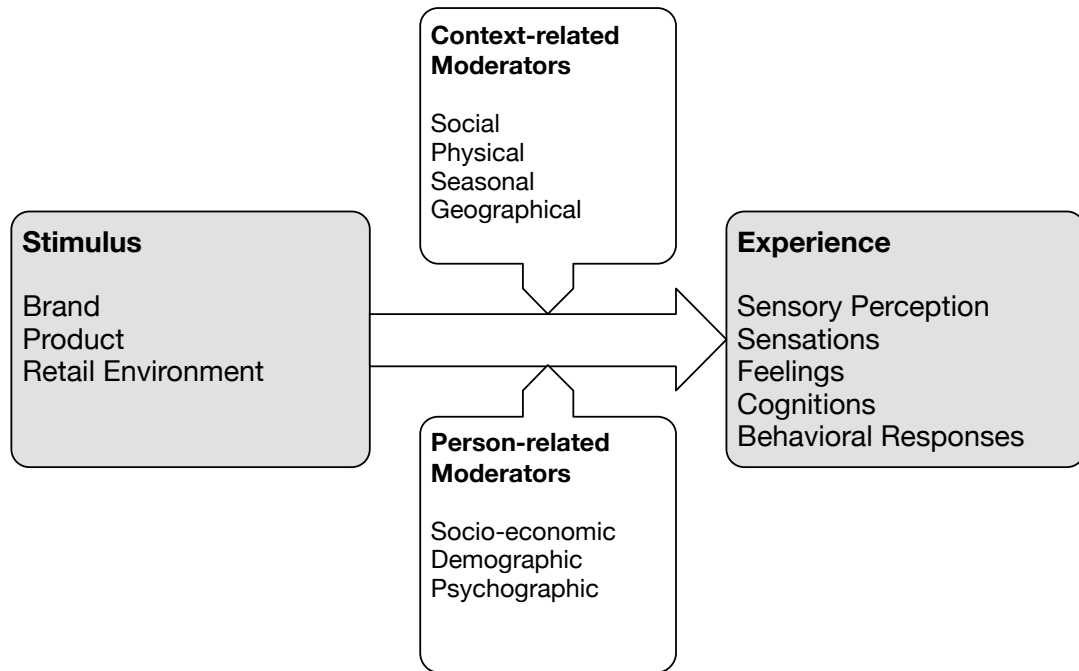 Context-related
Moderators
Social
Physical
Seasonal
Geographical
Stimulus
Brand
Product
Retail Environment
Experience
Sensory Perception
Sensations
Feelings
Cognitions
Behavioral Responses
Person-related
Moderators
Socio-economic
Demographic
Psychographic